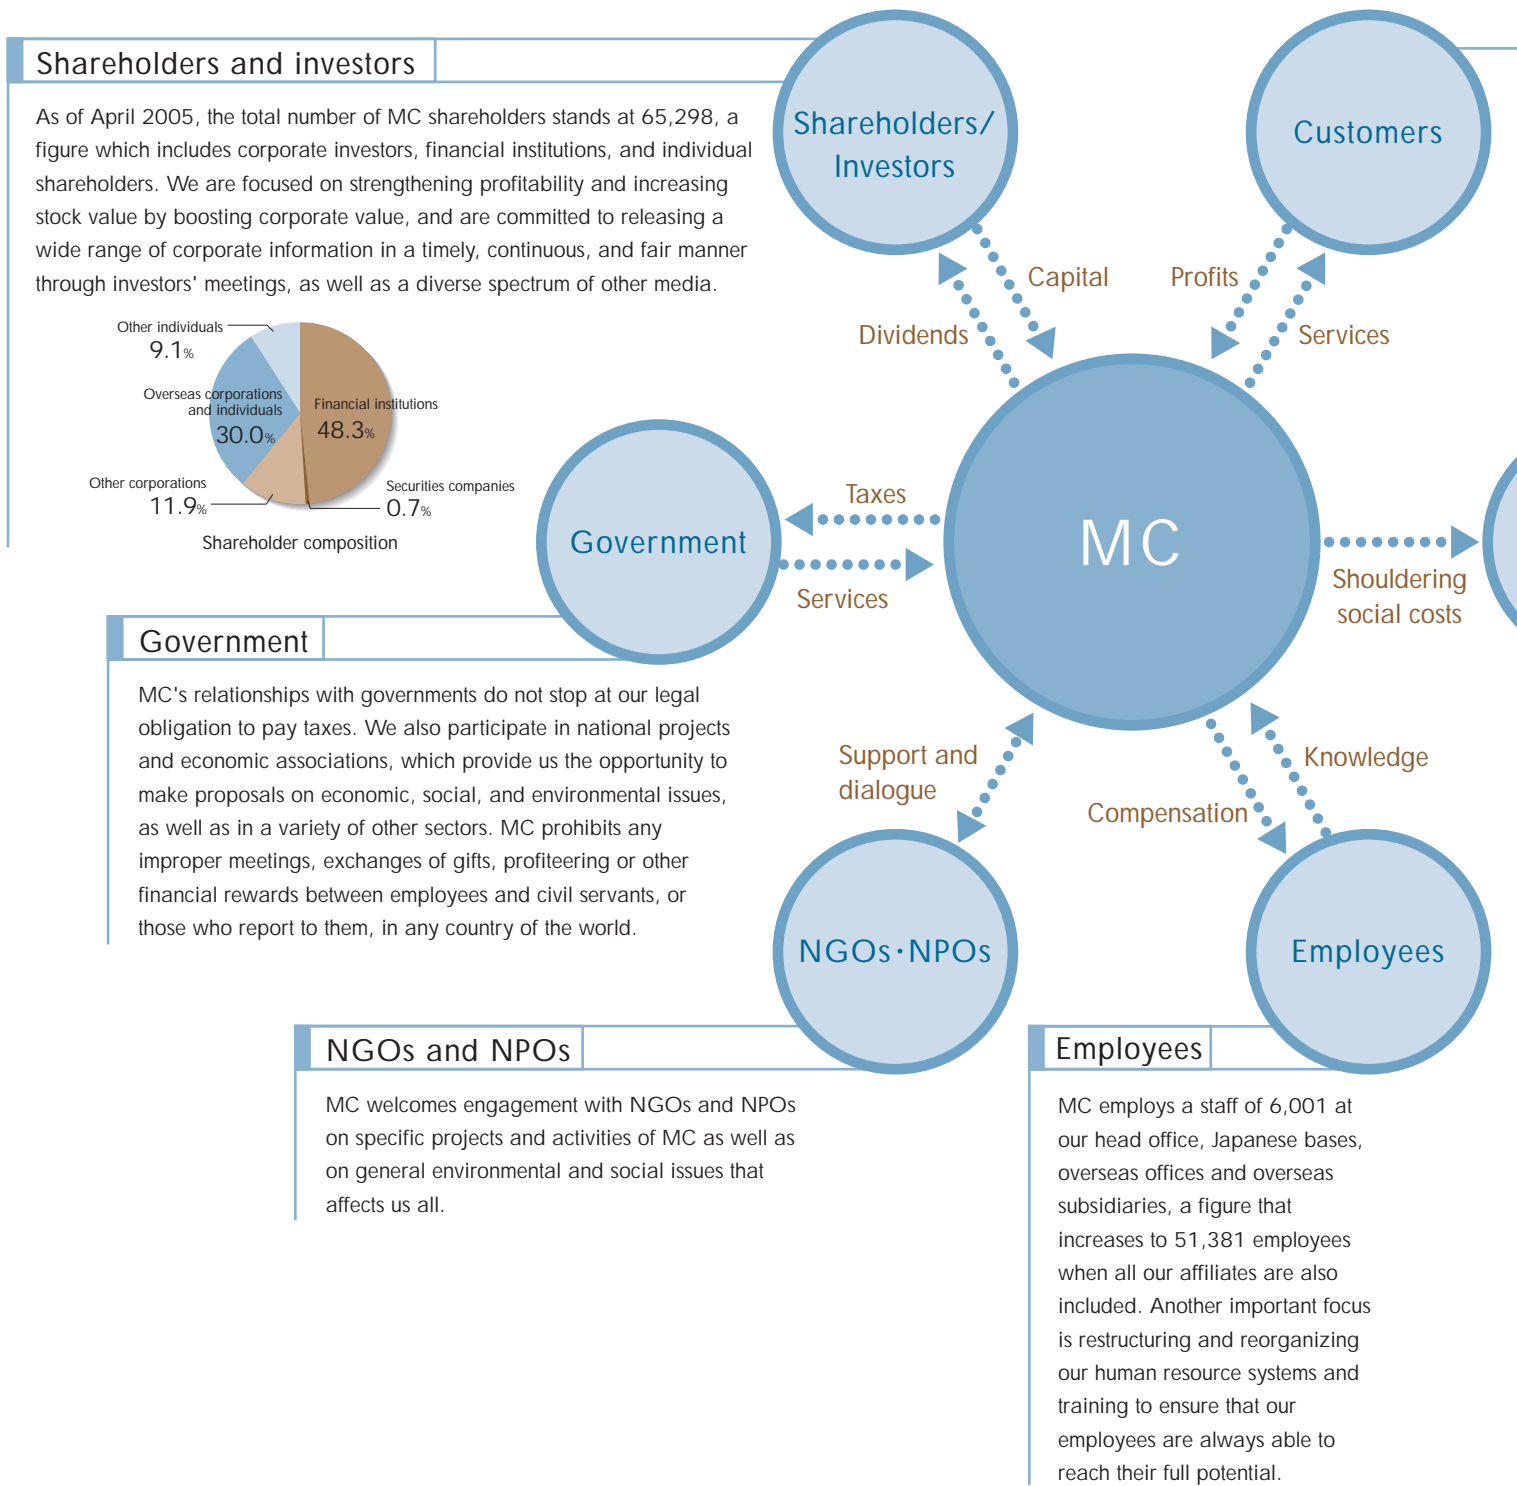 Shareholders and investors
As of April 2005, the total number of MC shareholders stands at 65,298, a
figure which includes corporate investors, financial institutions, and individual
shareholders. We are focused on strengthening profitability and increasing
stock value by boosting corporate value, and are committed to releasing a
wide range of corporate information in a timely, continuous, and fair manner
through investors' meetings, as well as a diverse spectrum of other media.
Other individuals
9.1%
Overseas corporations
and individuals
30.0%
Financial institutions
48.3%
Other corporations
11.9%
Securities companies
0.7%
Shareholder composition
Shareholders/
Investors
Customers
Capital
Dividends
Profits
Services
Government
Taxes
Services
MC
Shouldering
social costs
Government
MC's relationships with governments do not stop at our legal
obligation to pay taxes. We also participate in national projects
and economic associations, which provide us the opportunity to
make proposals on economic, social, and environmental issues,
as well as in a variety of other sectors. MC prohibits any
improper meetings, exchanges of gifts, profiteering or other
financial rewards between employees and civil servants, or
those who report to them, in any country of the world.
Support and
dialogue
Knowledge
Compensation
NGOs・NPOs
Employees
NGOs and NPOs
MC welcomes engagement with NGOs and NPOs
on specific projects and activities of MC as well as
on general environmental and social issues that
affects us all.
Employees
MC employs a staff of 6,001 at
our head office, Japanese bases,
overseas offices and overseas
subsidiaries, a figure that
increases to 51,381 employees
when all our affiliates are also
included. Another important focus
is restructuring and reorganizing
our human resource systems and
training to ensure that our
employees are always able to
reach their full potential.